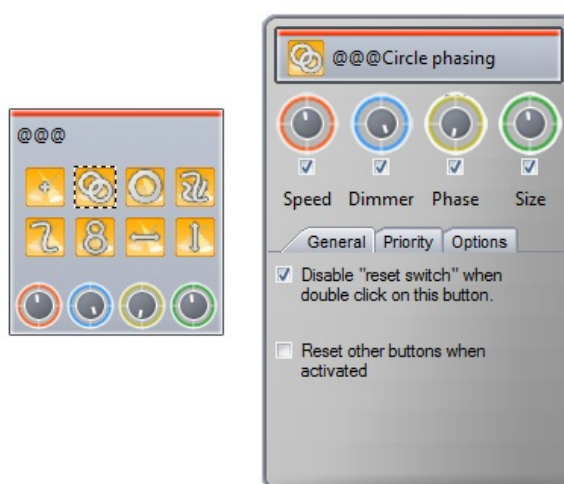 @@@
@@@Circle phasing
Speed Dimmer Phase Size
General Priority Options
Disable "reset switch" when
double click on this button.
Reset other buttons when
activated